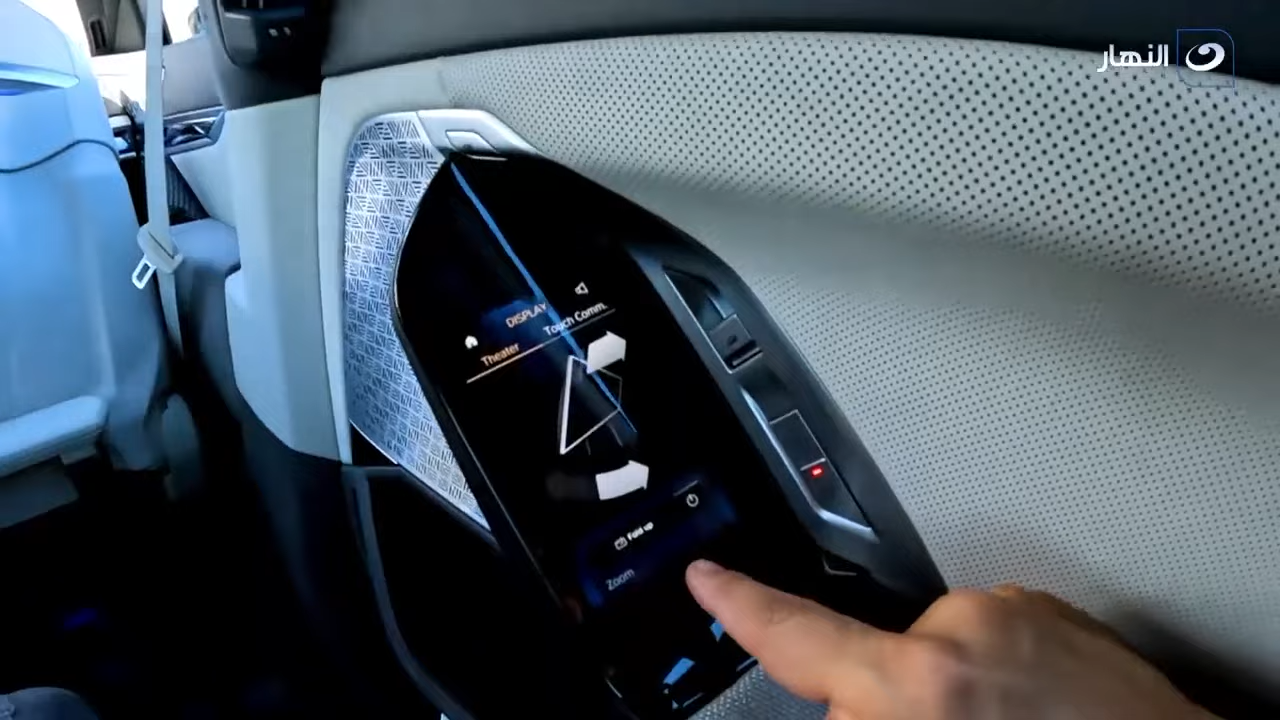 النهار
DISPLAY
Theater
Touch Comm.
Fold up
Zoom